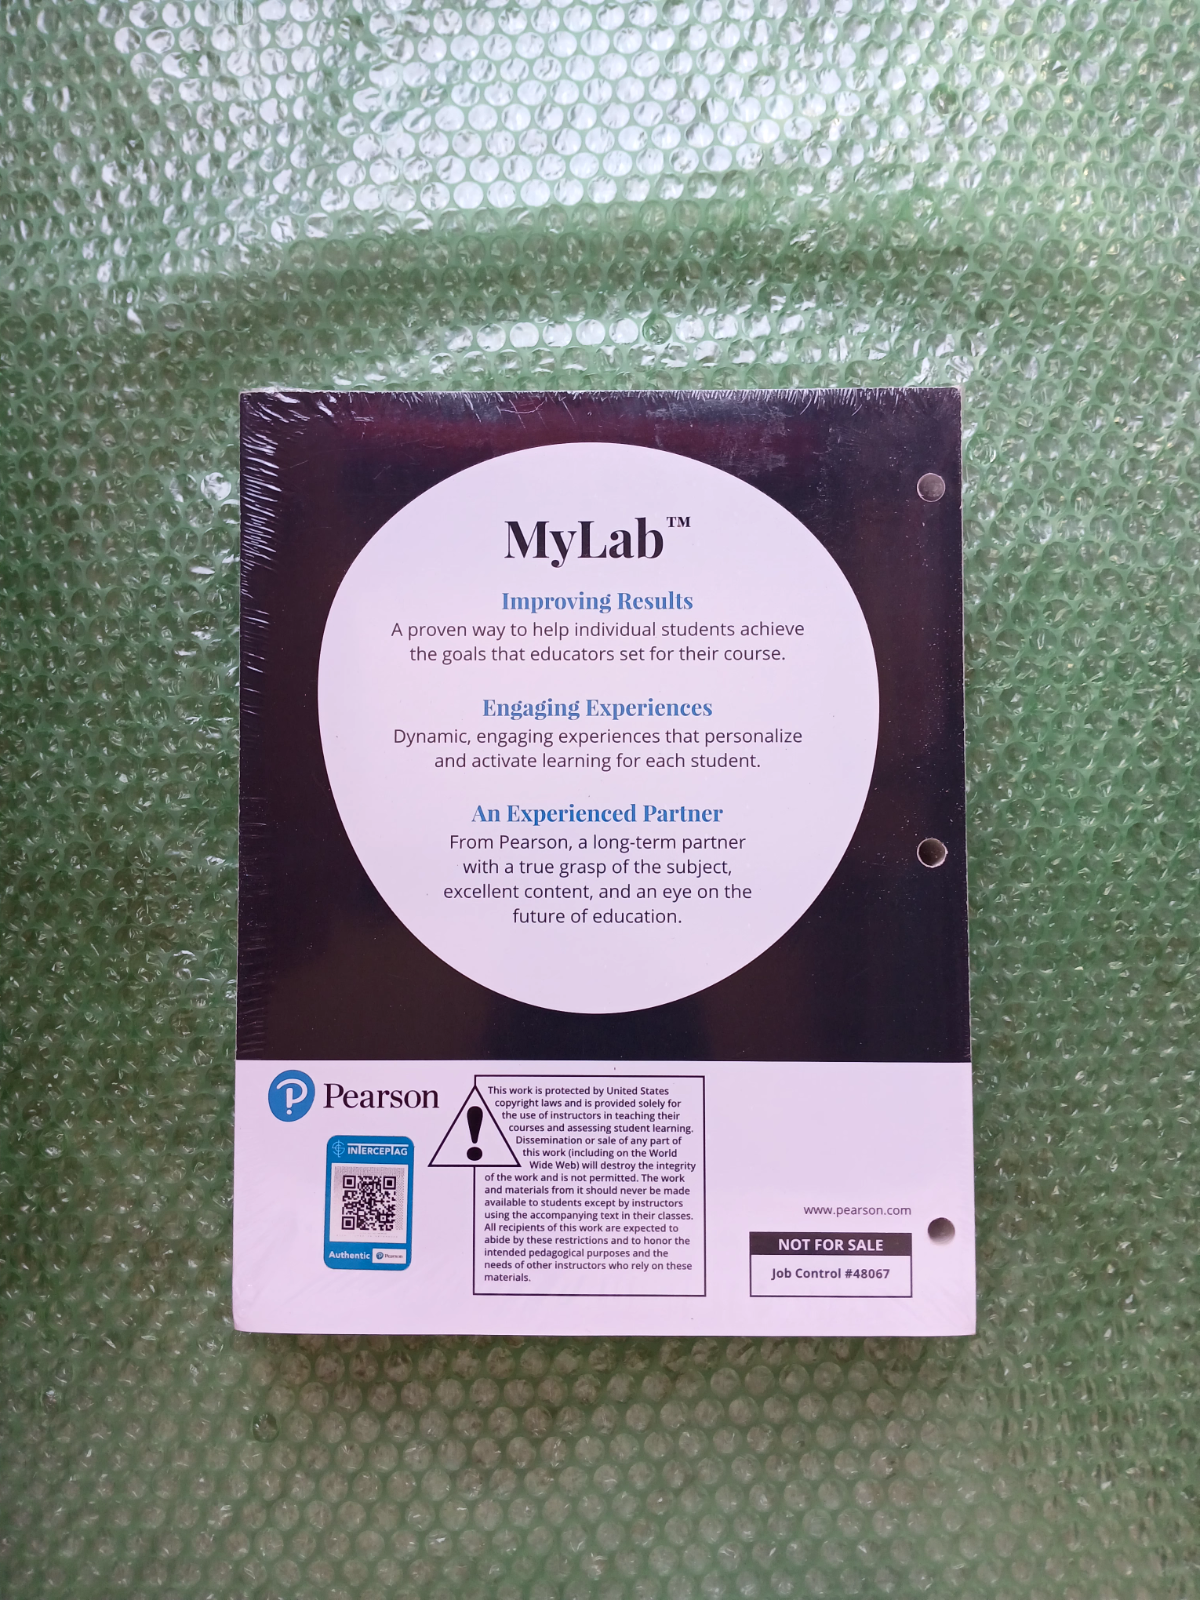 MyLab™
Improving Results
A proven way to help individual students achieve
the goals that educators set for their course.
Engaging Experiences
Dynamic, engaging experiences that personalize
and activate learning for each student.
An Experienced Partner
From Pearson, a long-term partner
with a true grasp of the subject,
excellent content, and an eye on the
future of education.
Pearson
INTERCEPTAG
Authentic
Pearson
This work is protected by United States
copyright laws and is provided solely for
the use of instructors in teaching their
courses and assessing student learning.
Dissemination or sale of any part of
this work (including on the World
Wide Web) will destroy the integrity
of the work and is not permitted. The work
and materials from it should never be made
available to students except by instructors
using the accompanying text in their classes.
All recipients of this work are expected to
abide by these restrictions and to honor the
intended pedagogical purposes and the
needs of other instructors who rely on these
materials.
www.pearson.com
NOT FOR SALE
Job Control #48067